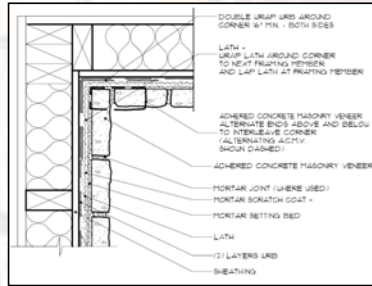 DOUBLE WRAP WRB AROUND
CORNER 16" MIN. - BOTH SIDES
LATH -
WRAP LATH AROUND CORNER
TO NEXT FRAMING MEMBER
AND LAP LATH AT FRAMING MEMBER
ADHERED CONCRETE MASONRY VENEER
ALTERNATE ENDS ABOVE AND BELOW
TO INTERLEAVE CORNER
(ALTERNATING A.C.M.V.
SHOWN DASHED)
ADHERED CONCRETE MASONRY VENEER
MORTAR JOINT (WHERE USED)
MORTAR SCRATCH COAT -
MORTAR SETTING BED
LATH
(2) LAYERS WRB
SHEATHING